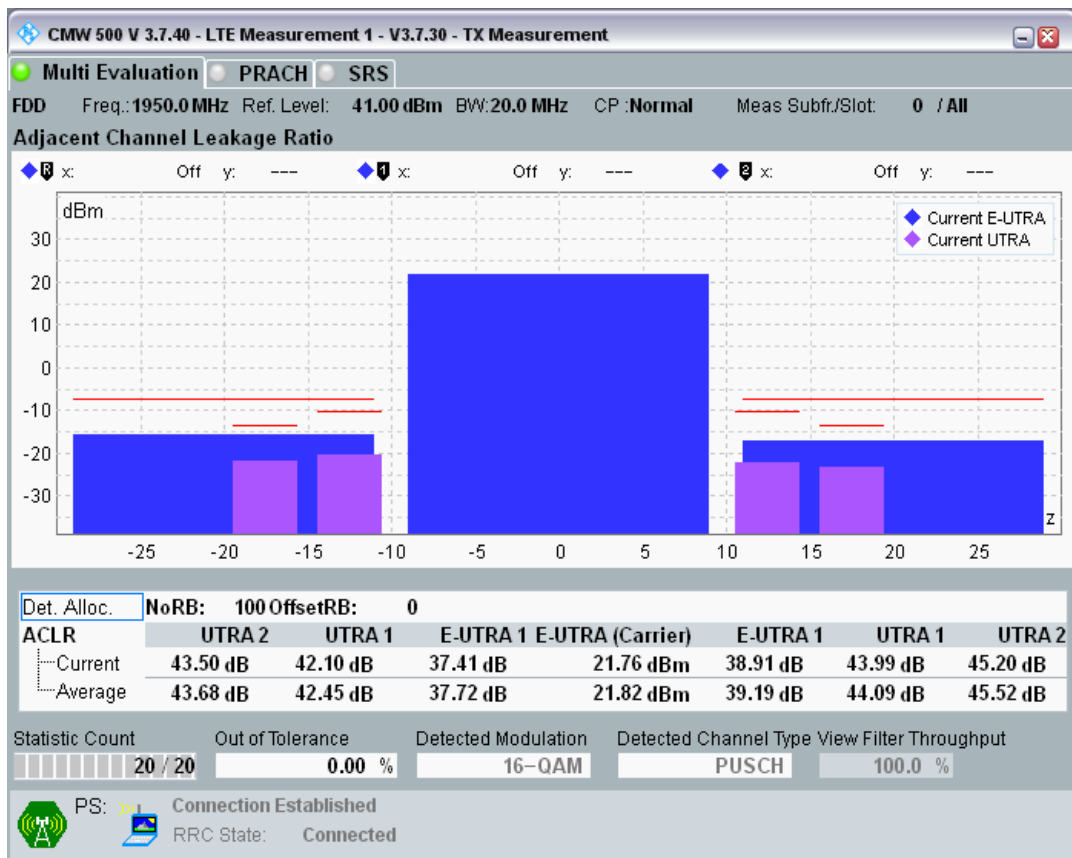 CMW 500 V 3.7.40 - LTE Measurement 1 - V3.7.30 - TX Measurement
Multi Evaluation PRACH SRS
FDD Freq.: 1950.0 MHz Ref. Level: 41.00 dBm BW: 20.0 MHz CP : Normal Meas Subfr./Slot: 0 / All
Adjacent Channel Leakage Ratio
R x: Off y: --- 1 x: Off y: --- 2 x: Off y: ---
dBm
Current E-UTRA
Current UTRA
30
20
10
0
-10
-20
-30
z
-25 -20 -15 -10 -5 0 5 10 15 20 25
Det. Alloc. NoRB: 100 OffsetRB: 0
ACLR UTRA 2 UTRA 1 E-UTRA 1 E-UTRA (Carrier) E-UTRA 1 UTRA 1 UTRA 2
Current 43.50 dB 42.10 dB 37.41 dB 21.76 dBm 38.91 dB 43.99 dB 45.20 dB
Average 43.68 dB 42.45 dB 37.72 dB 21.82 dBm 39.19 dB 44.09 dB 45.52 dB
Statistic Count Out of Tolerance Detected Modulation Detected Channel Type View Filter Throughput
20 / 20 0.00 % 16-QAM PUSCH 100.0 %
PS: Connection Established
RRC State: Connected